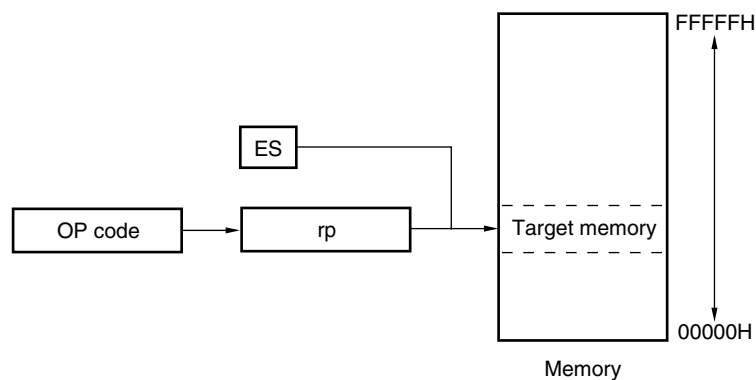 FFFFFH
ES
OP code
rp
Target memory
00000H
Memory